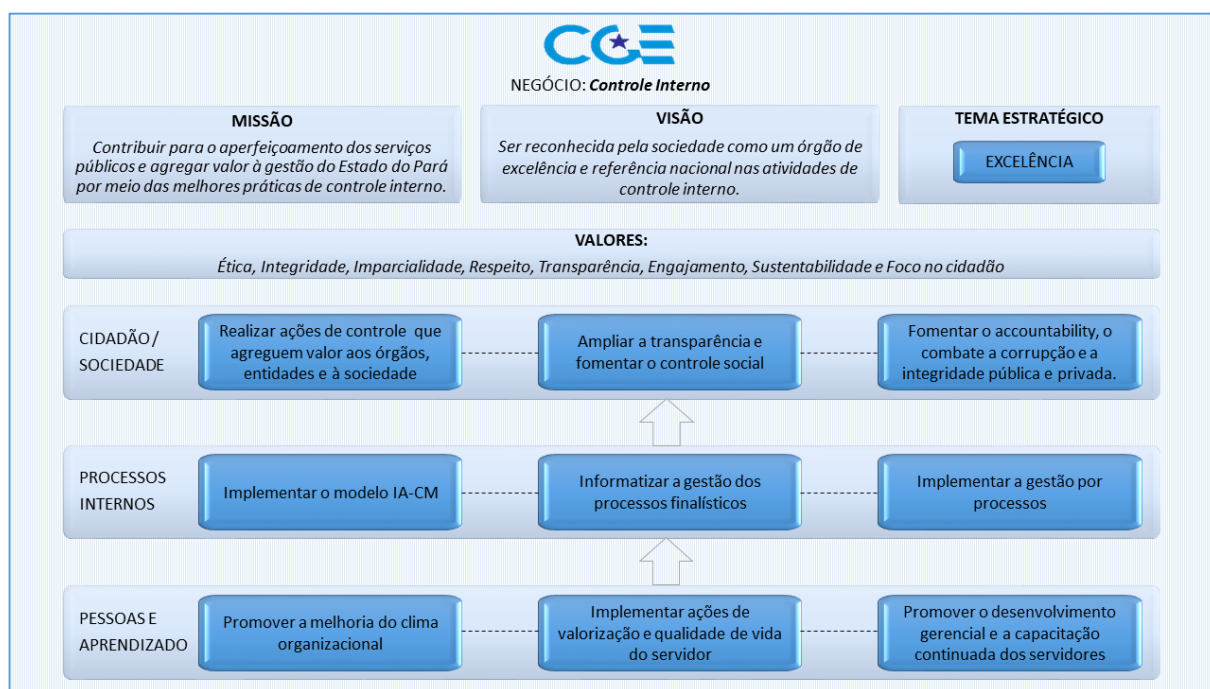 CGE
NEGÓCIO: Controle Interno
MISSÃO
Contribuir para o aperfeiçoamento dos serviços
públicos e agregar valor à gestão do Estado do Pará
por meio das melhores práticas de controle interno.
VISÃO
Ser reconhecida pela sociedade como um órgão de
excelência e referência nacional nas atividades de
controle interno.
TEMA ESTRATÉGICO
EXCELÊNCIA
VALORES:
Ética, Integridade, Imparcialidade, Respeito, Transparência, Engajamento, Sustentabilidade e Foco no cidadão
CIDADÃO /
SOCIEDADE
Realizar ações de controle que
agreguem valor aos órgãos,
entidades e à sociedade
Ampliar a transparência e
fomentar o controle social
Fomentar o accountability, o
combate a corrupção e a
integridade pública e privada.
PROCESSOS
INTERNOS
Implementar o modelo IA-CM
Informatizar a gestão dos
processos finalísticos
Implementar a gestão por
processos
PESSOAS E
APRENDIZADO
Promover a melhoria do clima
organizacional
Implementar ações de
valorização e qualidade de vida
do servidor
Promover o desenvolvimento
gerencial e a capacitação
continuada dos servidores